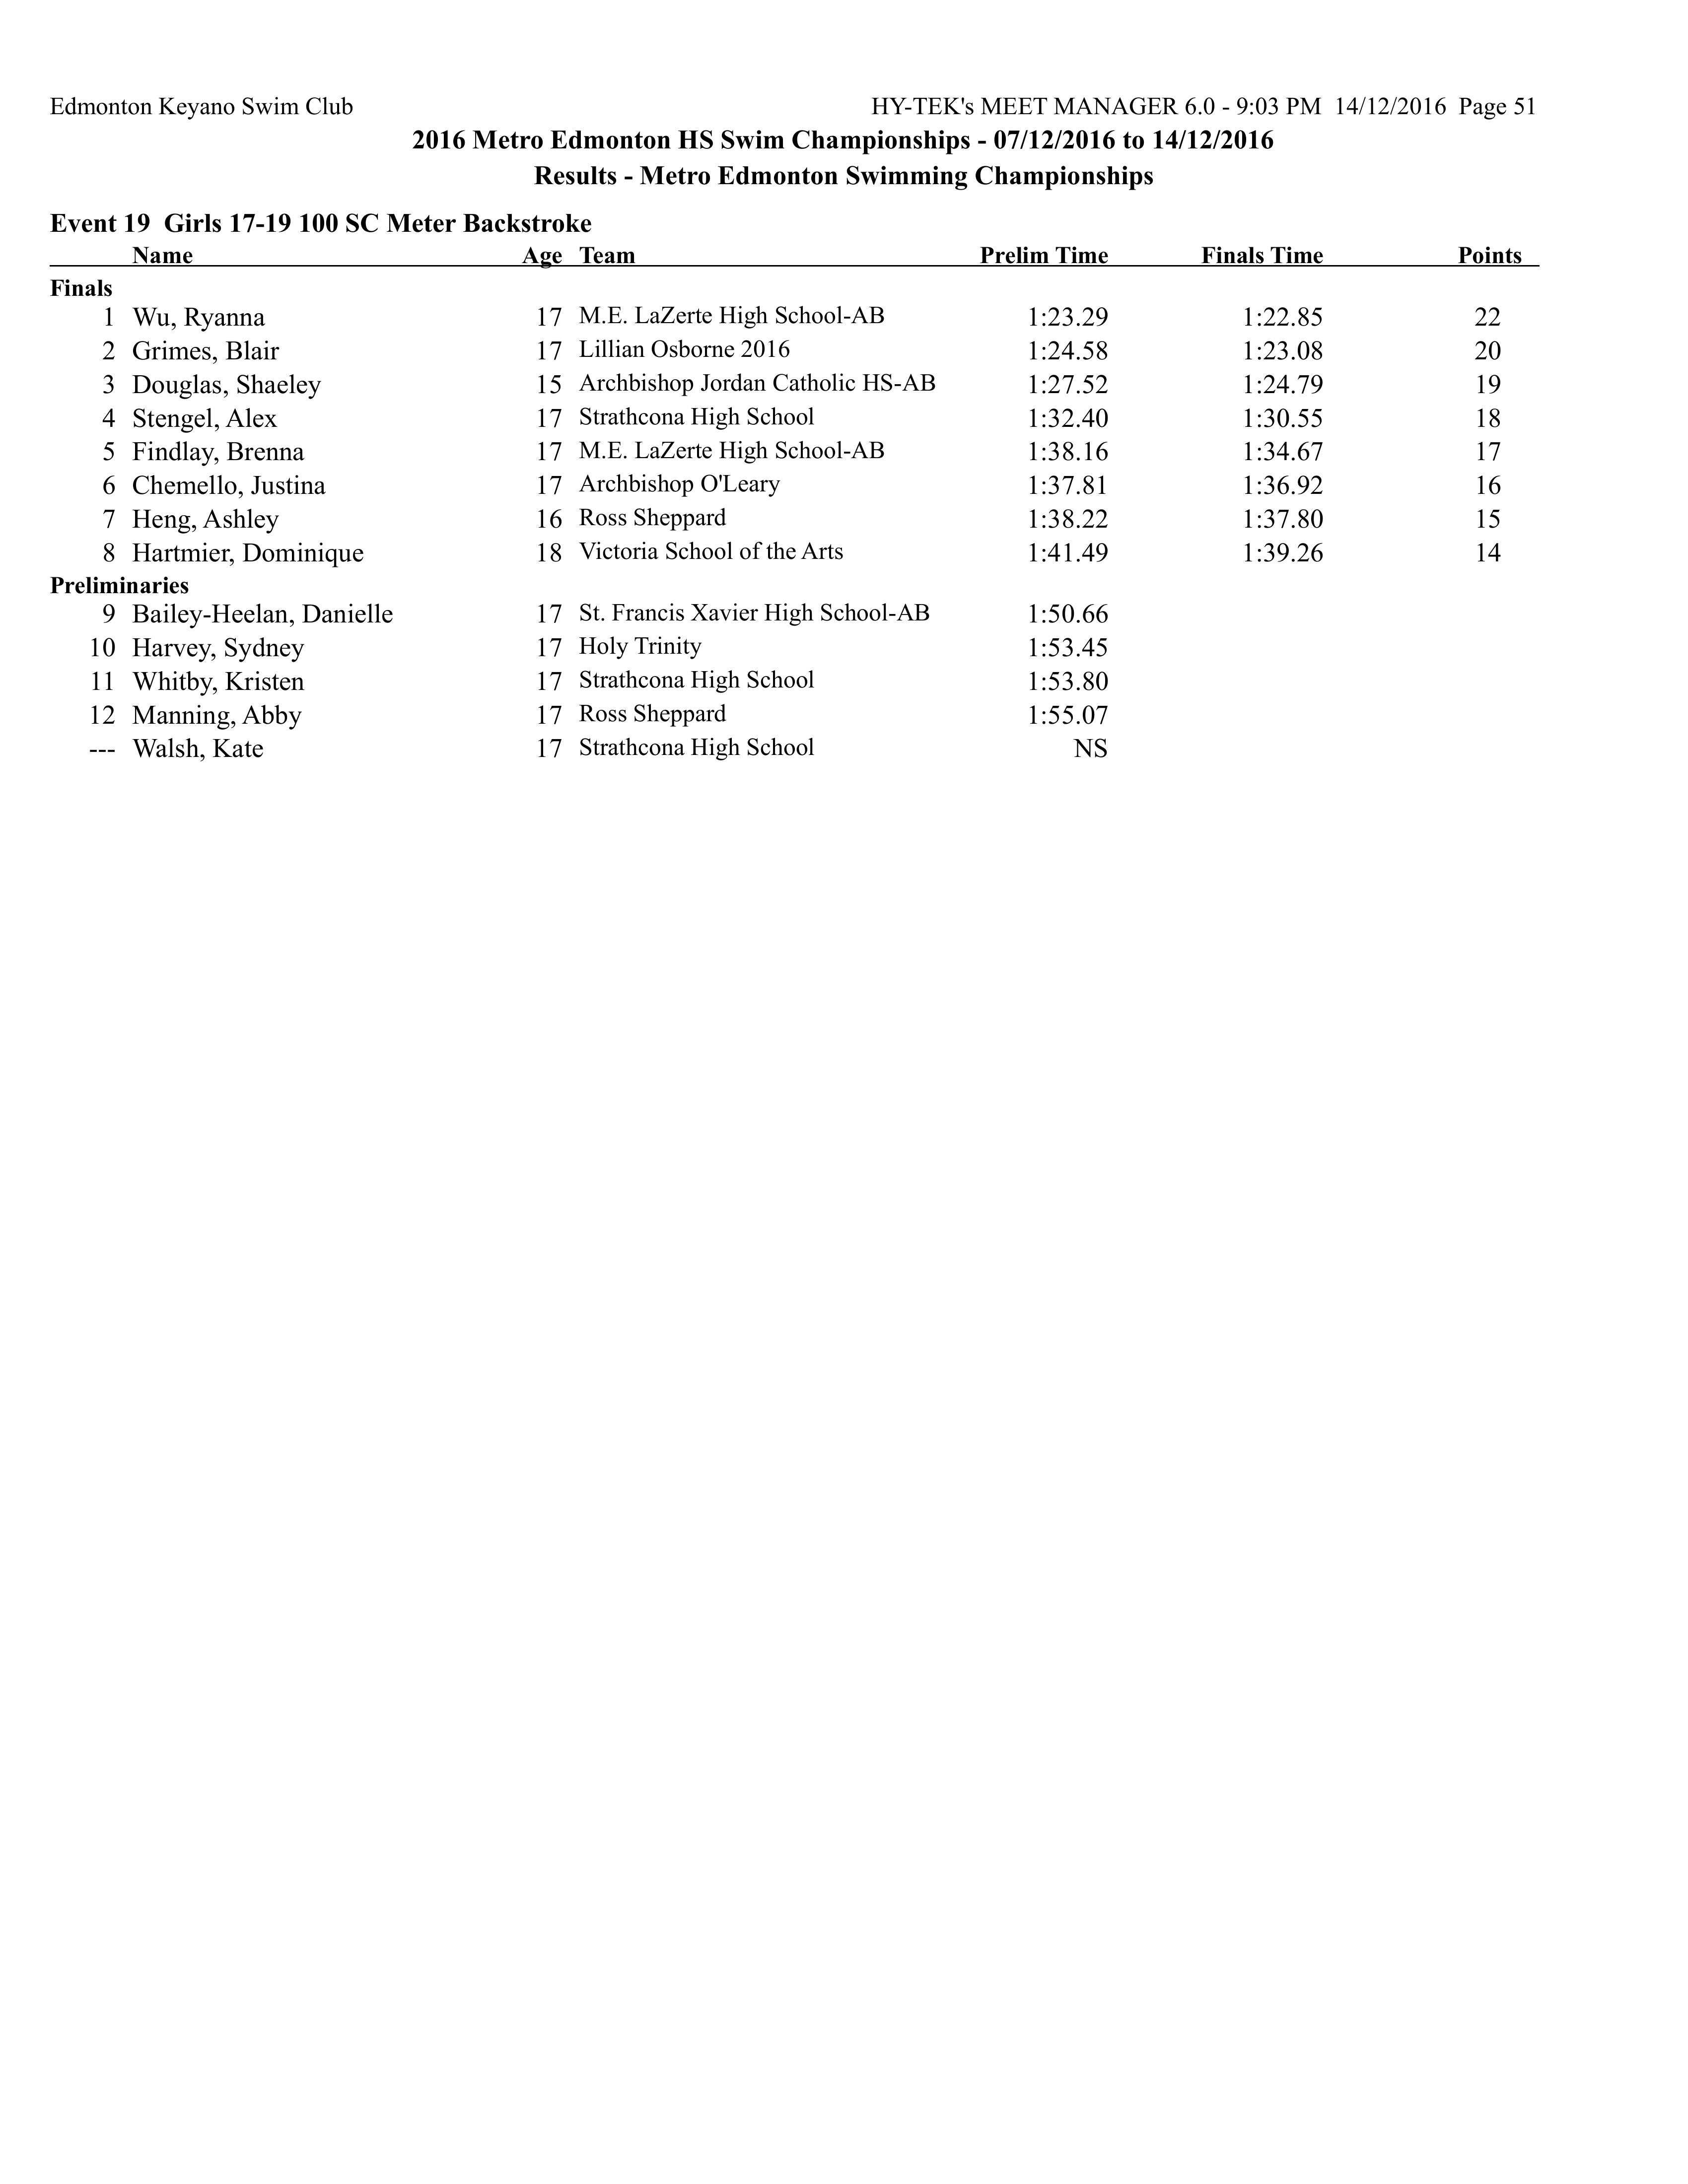 Edmonton Keyano Swim Club HY-TEK's MEET MANAGER 6.0 - 9:03 PM 14/12/2016 Page 51
2016 Metro Edmonton HS Swim Championships - 07/12/2016 to 14/12/2016
Results - Metro Edmonton Swimming Championships
Event 19 Girls 17-19 100 SC Meter Backstroke
Name Age Team Prelim Time Finals Time Points
Finals
1 Wu, Ryanna 17 M.E. LaZerte High School-AB 1:23.29 1:22.85 22
2 Grimes, Blair 17 Lillian Osborne 2016 1:24.58 1:23.08 20
3 Douglas, Shaeley 15 Archbishop Jordan Catholic HS-AB 1:27.52 1:24.79 19
4 Stengel, Alex 17 Strathcona High School 1:32.40 1:30.55 18
5 Findlay, Brenna 17 M.E. LaZerte High School-AB 1:38.16 1:34.67 17
6 Chemello, Justina 17 Archbishop O'Leary 1:37.81 1:36.92 16
7 Heng, Ashley 16 Ross Sheppard 1:38.22 1:37.80 15
8 Hartmier, Dominique 18 Victoria School of the Arts 1:41.49 1:39.26 14
Preliminaries
9 Bailey-Heelan, Danielle 17 St. Francis Xavier High School-AB 1:50.66
10 Harvey, Sydney 17 Holy Trinity 1:53.45
11 Whitby, Kristen 17 Strathcona High School 1:53.80
12 Manning, Abby 17 Ross Sheppard 1:55.07
--- Walsh, Kate 17 Strathcona High School NS